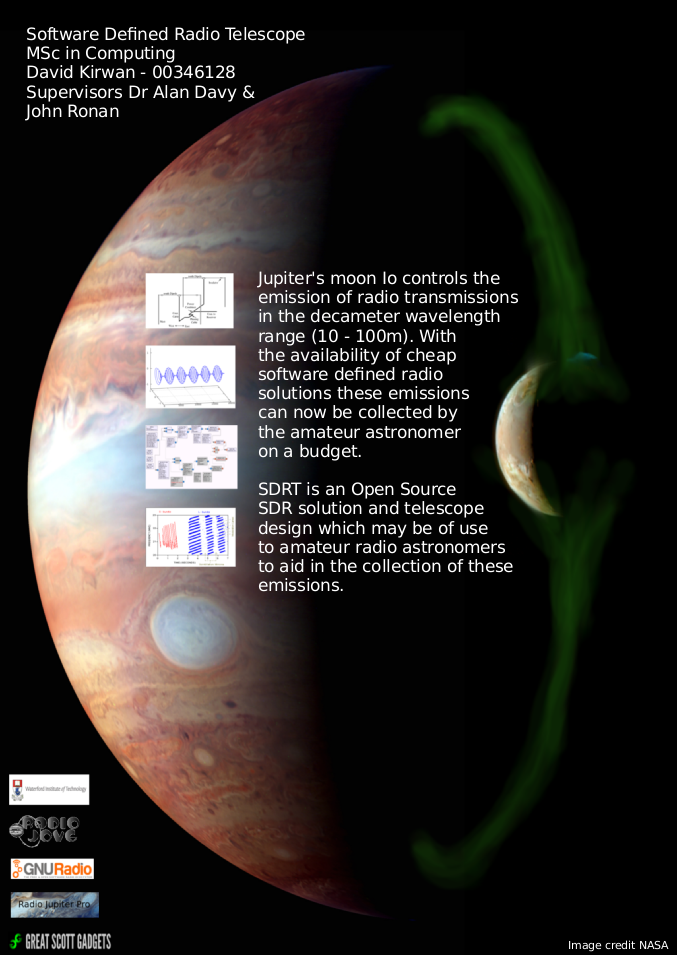 Software Defined Radio Telescope
MSc in Computing
David Kirwan - 00346128
Supervisors Dr Alan Davy &
John Ronan
Jupiter's moon Io controls the
emission of radio transmissions
in the decameter wavelength
range (10 - 100m). With
the availability of cheap
software defined radio
solutions these emissions
can now be collected by
the amateur astronomer
on a budget.
SDRT is an Open Source
SDR solution and telescope
design which may be of use
to amateur radio astronomers
to aid in the collection of these
emissions.
Waterford Institute of Technology
RADIO
JOVE
GNURadio
Radio Jupiter Pro
GREAT SCOTT GADGETS
Image credit NASA